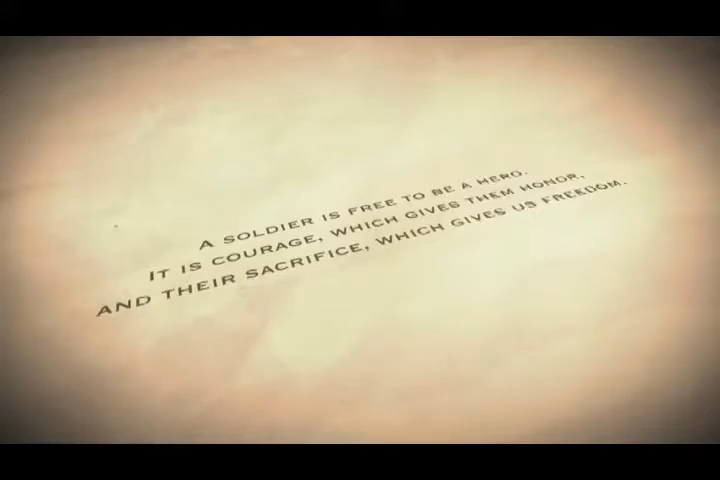 A SOLDIER IS FREE TO BE A HERO.
IT IS COURAGE, WHICH GIVES THEM HONOR,
AND THEIR SACRIFICE, WHICH GIVES US FREEDOM.